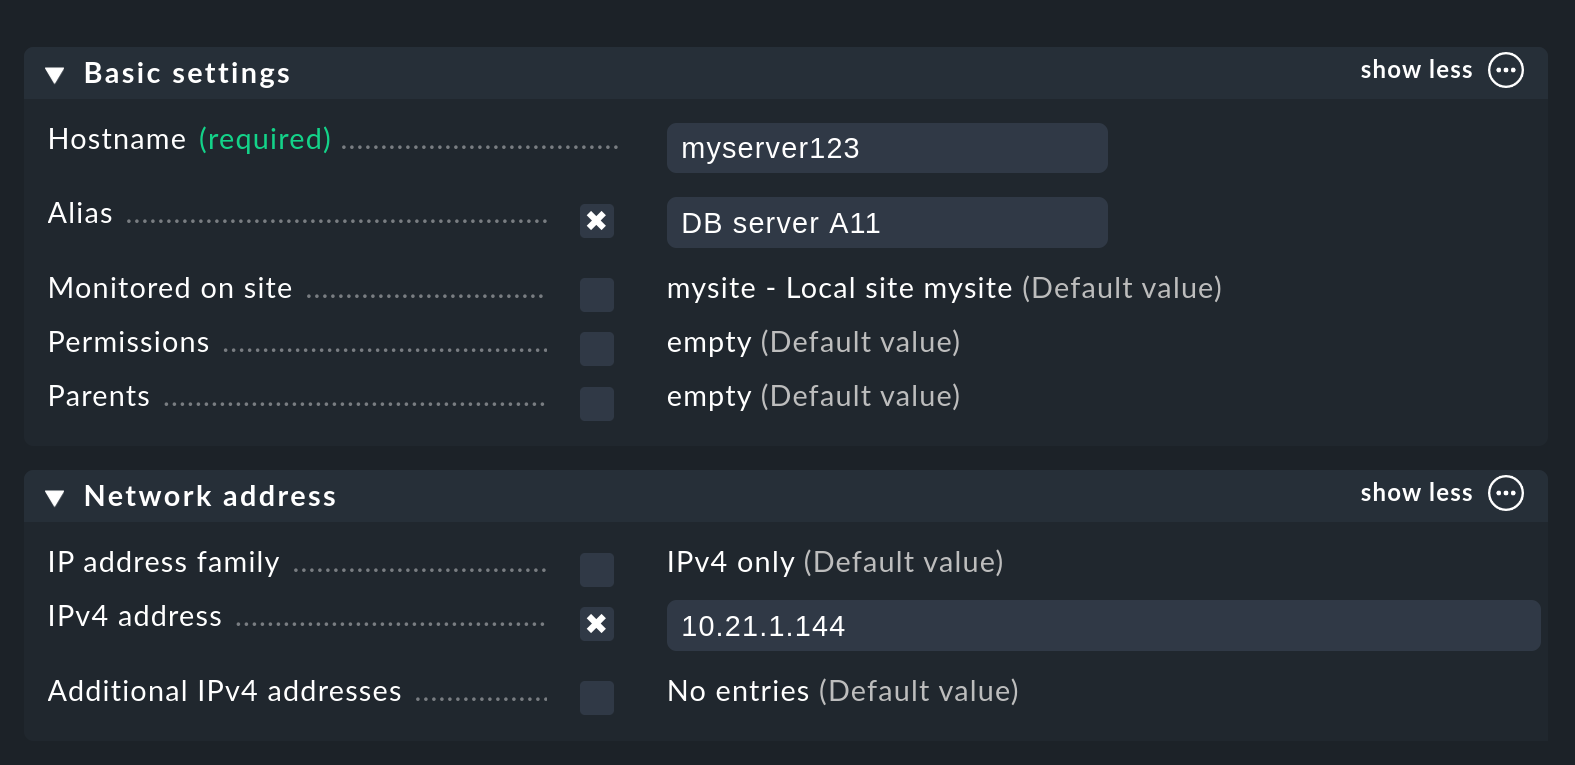 Basic settings show less
Hostname (required) myserver123
Alias DB server A11
Monitored on site mysite - Local site mysite (Default value)
Permissions empty (Default value)
Parents empty (Default value)
Network address show less
IP address family IPv4 only (Default value)
IPv4 address 10.21.1.144
Additional IPv4 addresses No entries (Default value)